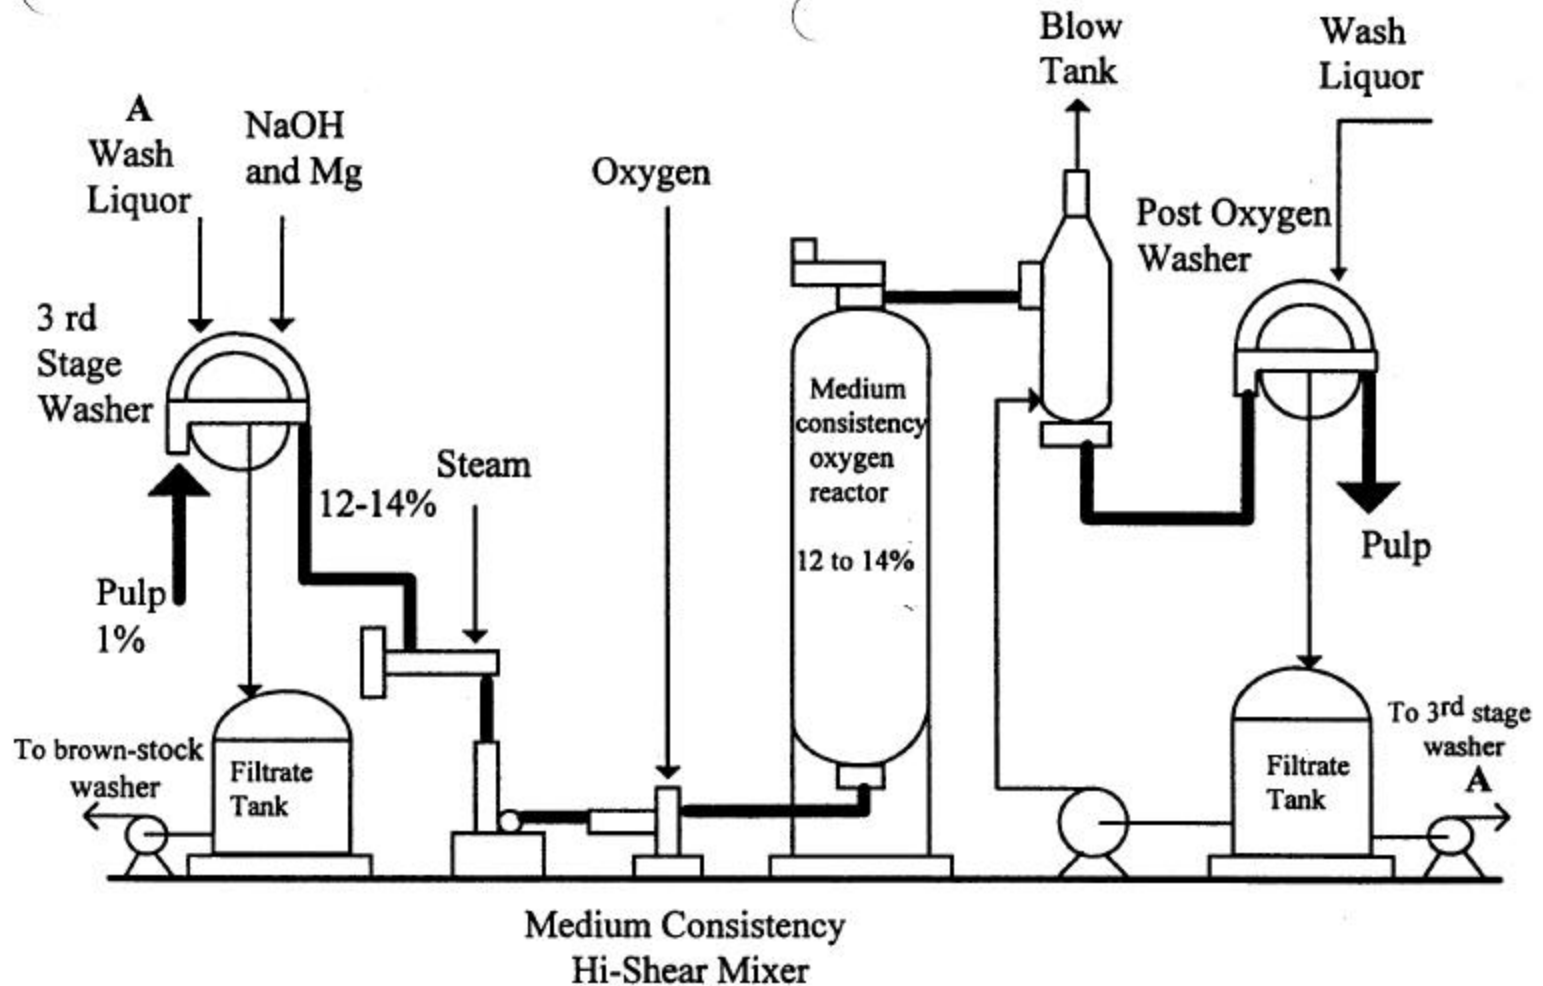 A
Wash
Liquor
NaOH
and Mg
Oxygen
Blow
Tank
Wash
Liquor
Post Oxygen
Washer
3 rd
Stage
Washer
Steam
12-14%
Pulp
1%
Medium
consistency
oxygen
reactor
12 to 14%
Pulp
To brown-stock
washer
Filtrate
Tank
Filtrate
Tank
To 3rd stage
washer
A
Medium Consistency
Hi-Shear Mixer